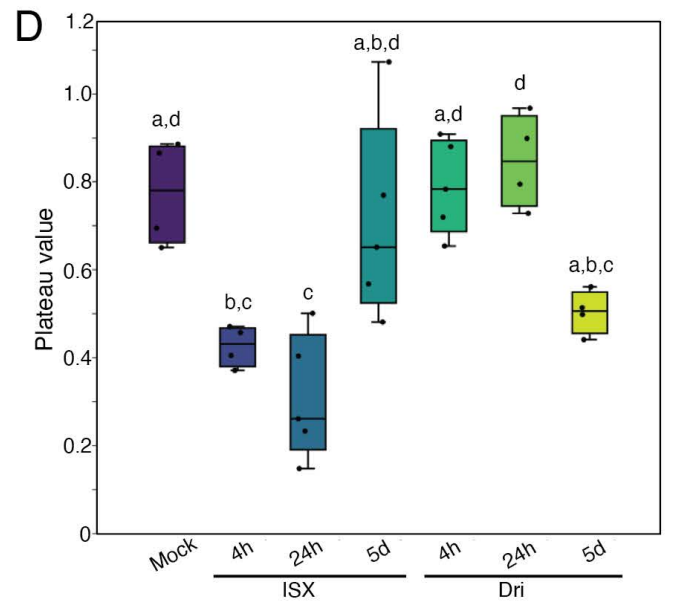 D
Plateau value
1.2
1.0
0.8
0.6
0.4
0.2
0
a,d
b,c
c
a,b,d
a,d
d
a,b,c
Mock 4h 24h 5d 4h 24h 5d
ISX Dri